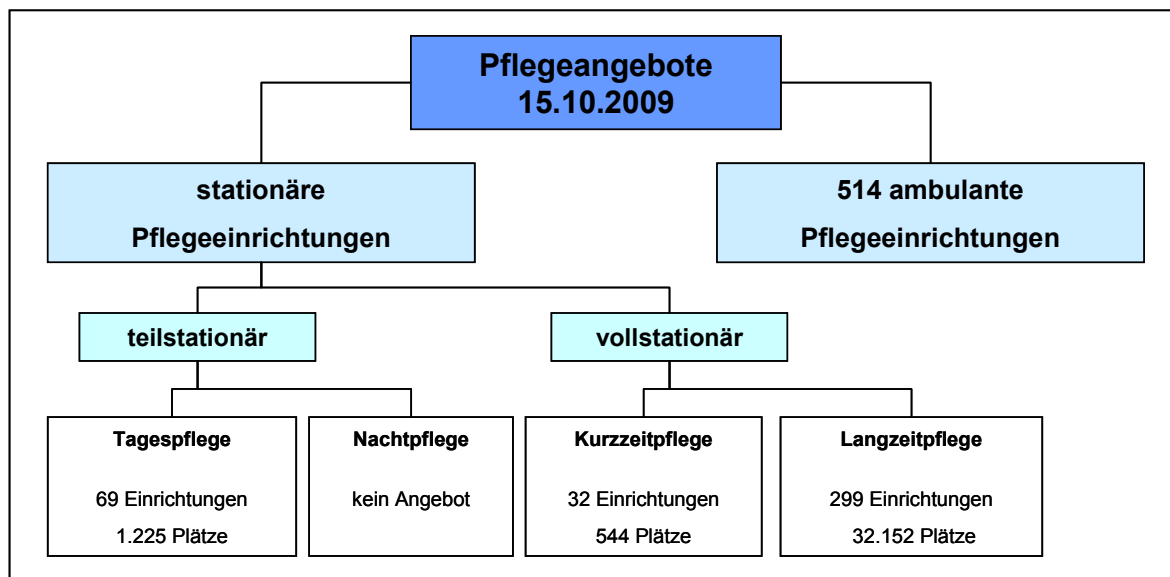 Pflegeangebote
15.10.2009
stationäre
Pflegeeinrichtungen
514 ambulante
Pflegeeinrichtungen
teilstationär
vollstationär
Tagespflege
69 Einrichtungen
1.225 Plätze
Nachtpflege
kein Angebot
Kurzzeitpflege
32 Einrichtungen
544 Plätze
Langzeitpflege
299 Einrichtungen
32.152 Plätze